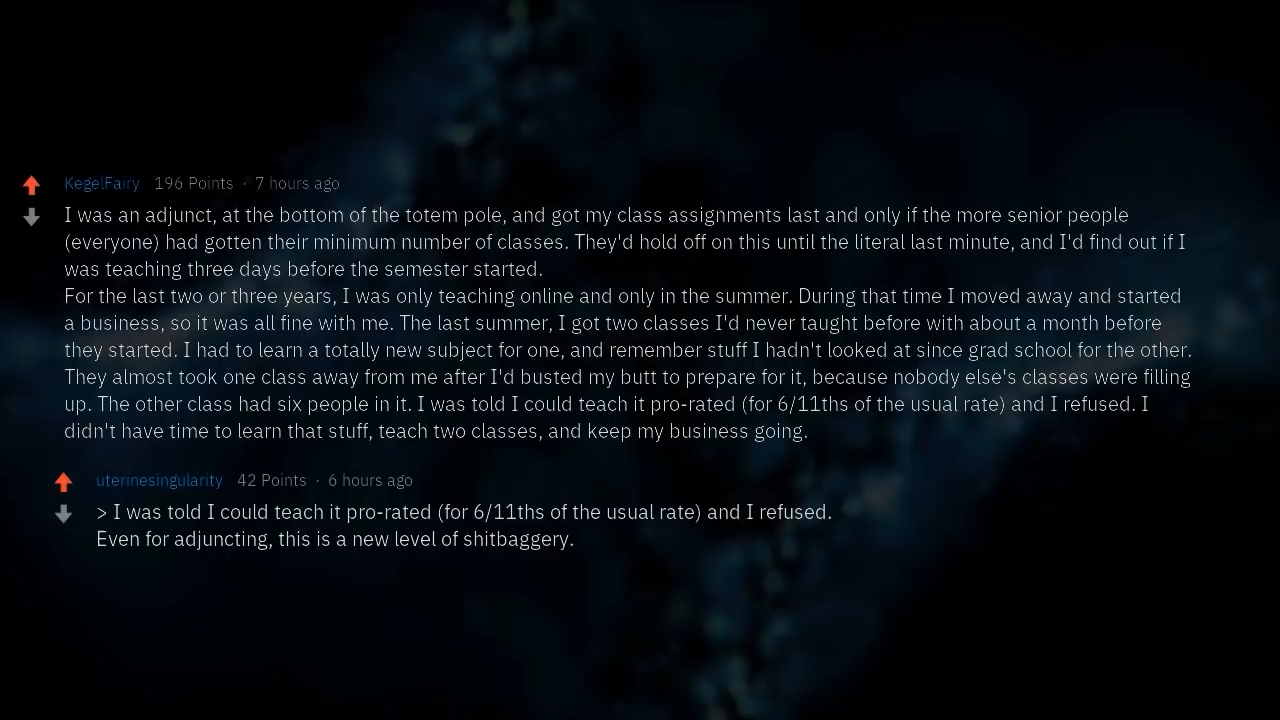 KegelFairy 196 Points · 7 hours ago
I was an adjunct, at the bottom of the totem pole, and got my class assignments last and only if the more senior people
(everyone) had gotten their minimum number of classes. They'd hold off on this until the literal last minute, and I'd find out if I
was teaching three days before the semester started.
For the last two or three years, I was only teaching online and only in the summer. During that time I moved away and started
a business, so it was all fine with me. The last summer, I got two classes I'd never taught before with about a month before
they started. I had to learn a totally new subject for one, and remember stuff I hadn't looked at since grad school for the other.
They almost took one class away from me after I'd busted my butt to prepare for it, because nobody else's classes were filling
up. The other class had six people in it. I was told I could teach it pro-rated (for 6/11ths of the usual rate) and I refused. I
didn't have time to learn that stuff, teach two classes, and keep my business going.
uterinesingularity 42 Points · 6 hours ago
> I was told I could teach it pro-rated (for 6/11ths of the usual rate) and I refused.
Even for adjuncting, this is a new level of shitbaggery.